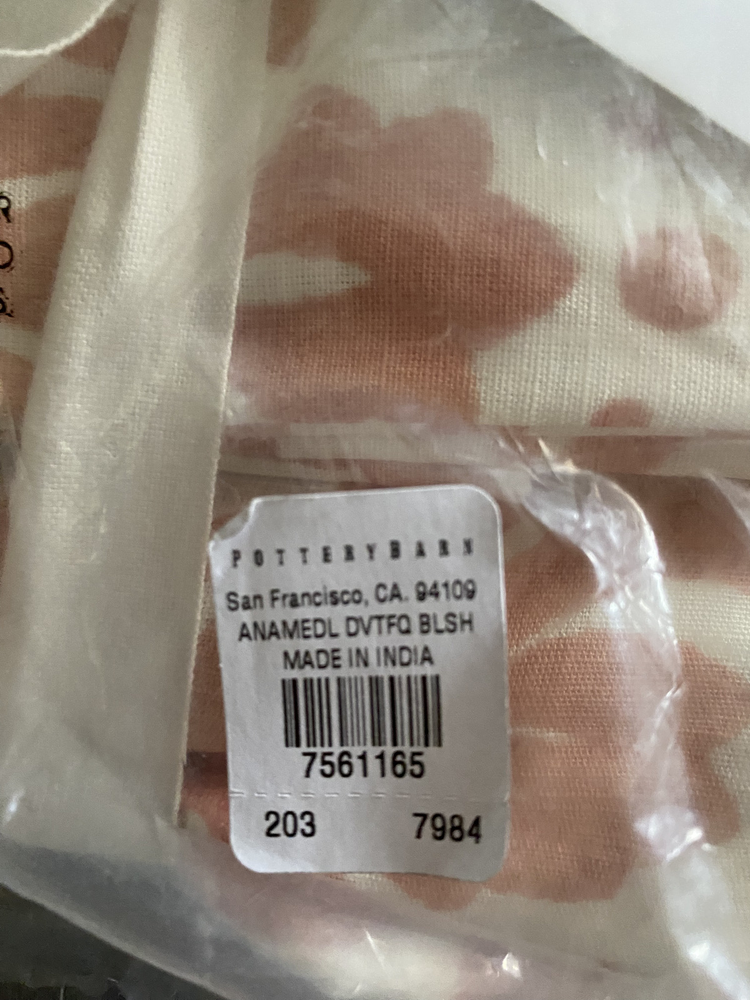 POTTERYBARN
San Francisco, CA. 94109
ANAMEDL DVTFQ BLSH
MADE IN INDIA
7561165
203 7984